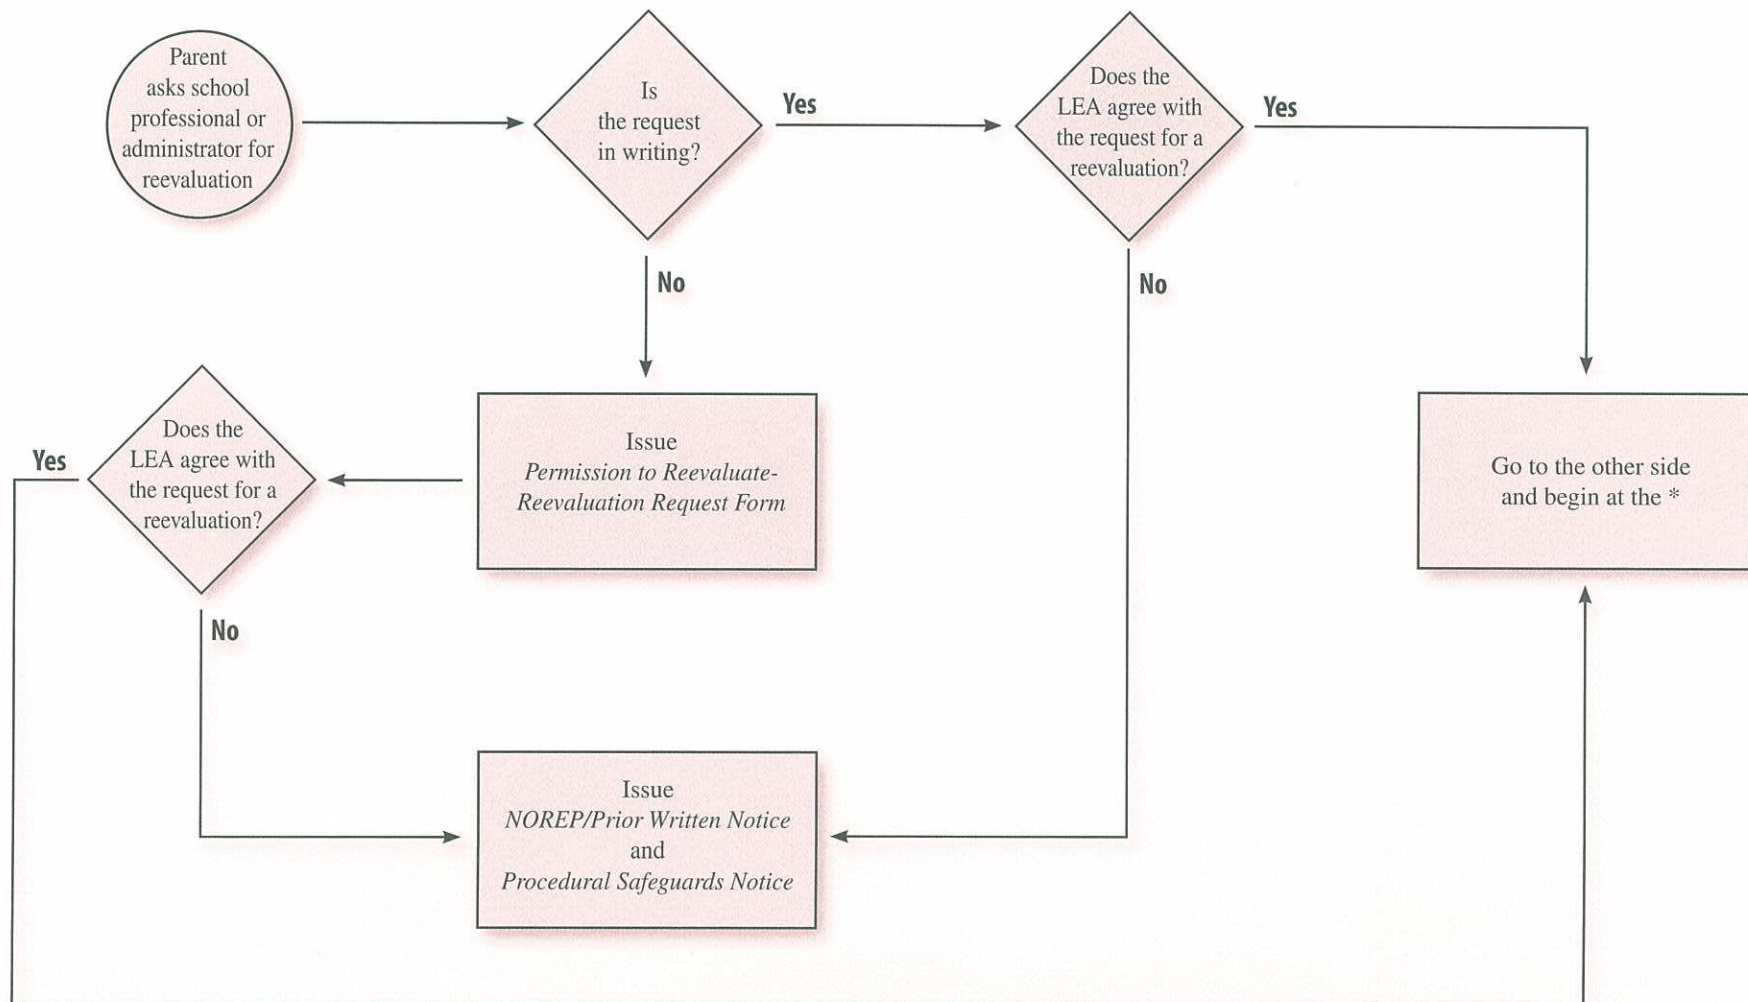 Parent
asks school
professional or
administrator for
reevaluation
Is
the request
in writing?
Yes
Does the
LEA agree with
the request for a
reevaluation?
Yes
No
No
Does the
LEA agree with
the request for a
reevaluation?
Yes
Issue
Permission to Reevaluate-
Reevaluation Request Form
Go to the other side
and begin at the *
No
Issue
NOREP/Prior Written Notice
and
Procedural Safeguards Notice